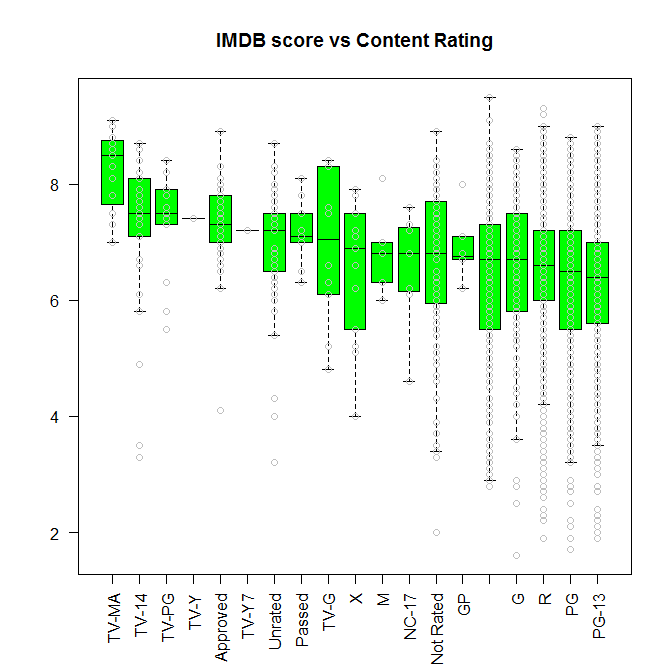 IMDB score vs Content Rating
8
6
4
2
TV-MA
TV-14
TV-PG
TV-Y
Approved
TV-Y7
Unrated
Passed
TV-G
X
M
NC-17
Not Rated
GP
G
R
PG
PG-13